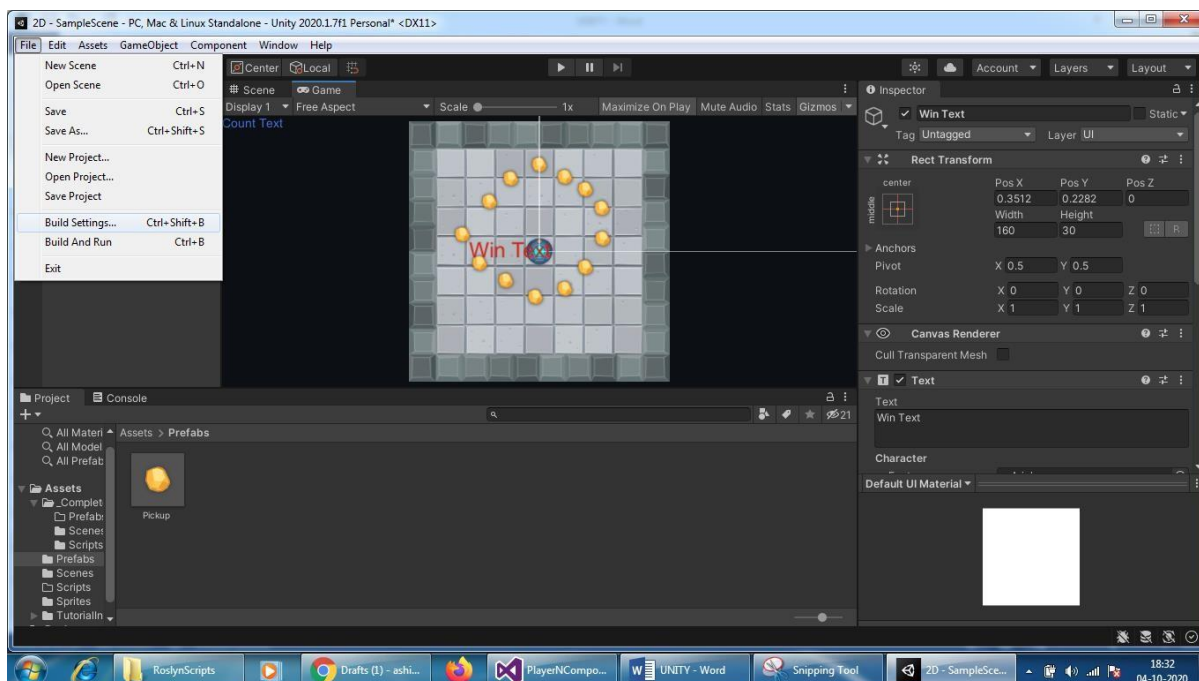 2D - SampleScene - PC, Mac & Linux Standalone - Unity 2020.1.7f1 Personal* <DX11>
File Edit Assets GameObject Component Window Help
New Scene Ctrl+N
Open Scene Ctrl+O
Save Ctrl+S
Save As... Ctrl+Shift+S
New Project...
Open Project...
Save Project
Build Settings... Ctrl+Shift+B
Build And Run Ctrl+B
Exit
Center Local
Account Layers Layout
Scene Game
Display 1 Free Aspect Scale 1x Maximize On Play Mute Audio Stats Gizmos
Count Text
Win Te
Inspector
Win Text Static
Tag Untagged Layer UI
Rect Transform
center Pos X Pos Y Pos Z
middle 0.3512 0.2282 0
Width Height
160 30 R
Anchors
Pivot X 0.5 Y 0.5
Rotation X 0 Y 0 Z 0
Scale X 1 Y 1 Z 1
Canvas Renderer
Cull Transparent Mesh
T Text
Text
Win Text
Character
Default UI Material
Project Console
21
All Materi
All Model
All Prefab
Assets
_Complet
Prefab
Scene
Scripts
Prefabs
Scenes
Scripts
Sprites
TutorialIn
Assets > Prefabs
Pickup
RoslynScripts
Drafts (1) - ashi...
PlayerNCompo...
UNITY - Word
Snipping Tool
2D - SampleSce...
18:32
04-10-2020